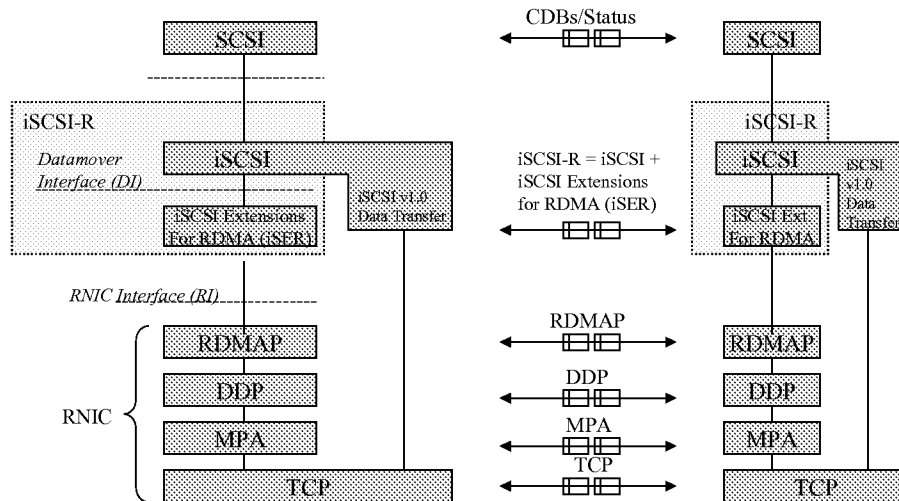 SCSI
CDBs/Status
SCSI
iSCSI-R
iSCSI-R
iSCSI
iSCSI
Datamover
Interface (DI)
iSCSI-R = iSCSI +
iSCSI Extensions
for RDMA (iSER)
iSCSI v1.0
Data Transfer
iSCSI
v1.0
Data
Transfer
iSCSI Extensions
For RDMA (iSER)
iSCSI Ext.
For RDMA
RNIC Interface (RI)
RDMAP
RDMAP
RDMAP
RNIC
DDP
DDP
DDP
MPA
MPA
MPA
TCP
TCP
TCP